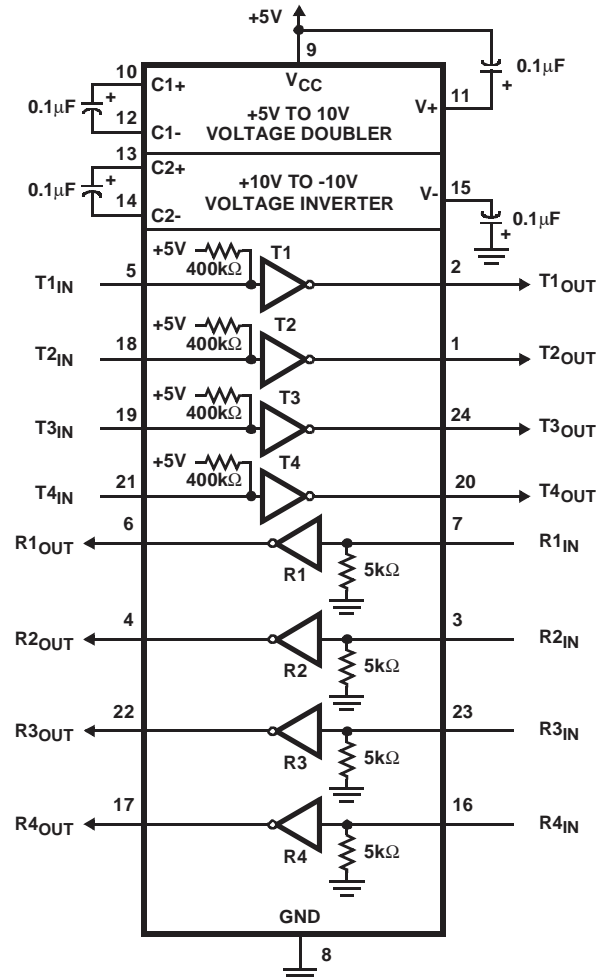 +5V
9
10
C1+
VCC
0.1μF
+
0.1μF
+
12
C1-
+5V TO 10V
VOLTAGE DOUBLER
V+
11
13
C2+
0.1μF
+
14
C2-
+10V TO -10V
VOLTAGE INVERTER
V-
15
0.1μF
+
+5V
400kΩ
T1
T1IN
5
2
T1OUT
+5V
400kΩ
T2
T2IN
18
1
T2OUT
+5V
400kΩ
T3
T3IN
19
24
T3OUT
+5V
400kΩ
T4
T4IN
21
20
T4OUT
R1OUT
6
7
R1IN
R1
5kΩ
R2OUT
4
3
R2IN
R2
5kΩ
R3OUT
22
23
R3IN
R3
5kΩ
R4OUT
17
16
R4IN
R4
5kΩ
GND
8